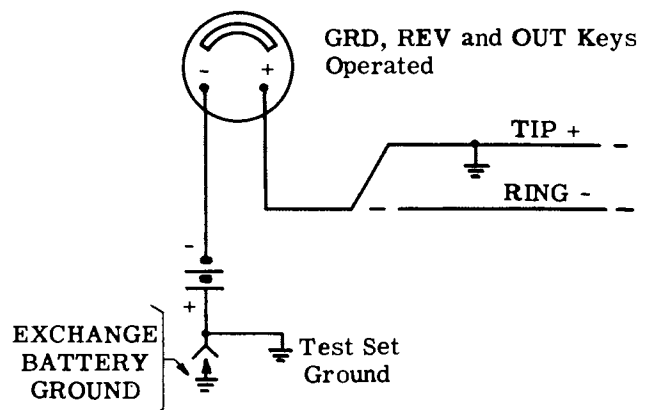 GRD, REV and OUT Keys
Operated
- +
TIP +
RING -
-
+
EXCHANGE
BATTERY
GROUND
Test Set
Ground